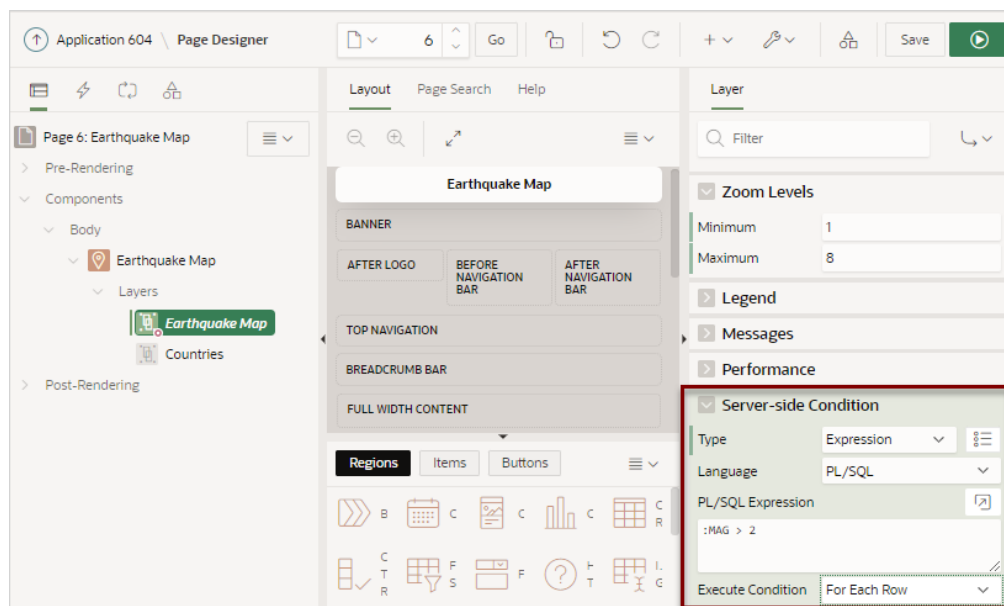 Application 604 \ Page Designer
6
Go
Save
Page 6: Earthquake Map
Pre-Rendering
Components
Body
Earthquake Map
Layers
Earthquake Map
Countries
Post-Rendering
Layout Page Search Help
Earthquake Map
BANNER
AFTER LOGO
BEFORE
NAVIGATION
BAR
AFTER
NAVIGATION
BAR
TOP NAVIGATION
BREADCRUMB BAR
FULL WIDTH CONTENT
Regions Items Buttons
B
C
C
C
C
R
C
T
R
F
S
F
H
T
I.
G
Layer
Filter
Zoom Levels
Minimum 1
Maximum 8
Legend
Messages
Performance
Server-side Condition
Type Expression
Language PL/SQL
PL/SQL Expression
:MAG > 2
Execute Condition For Each Row